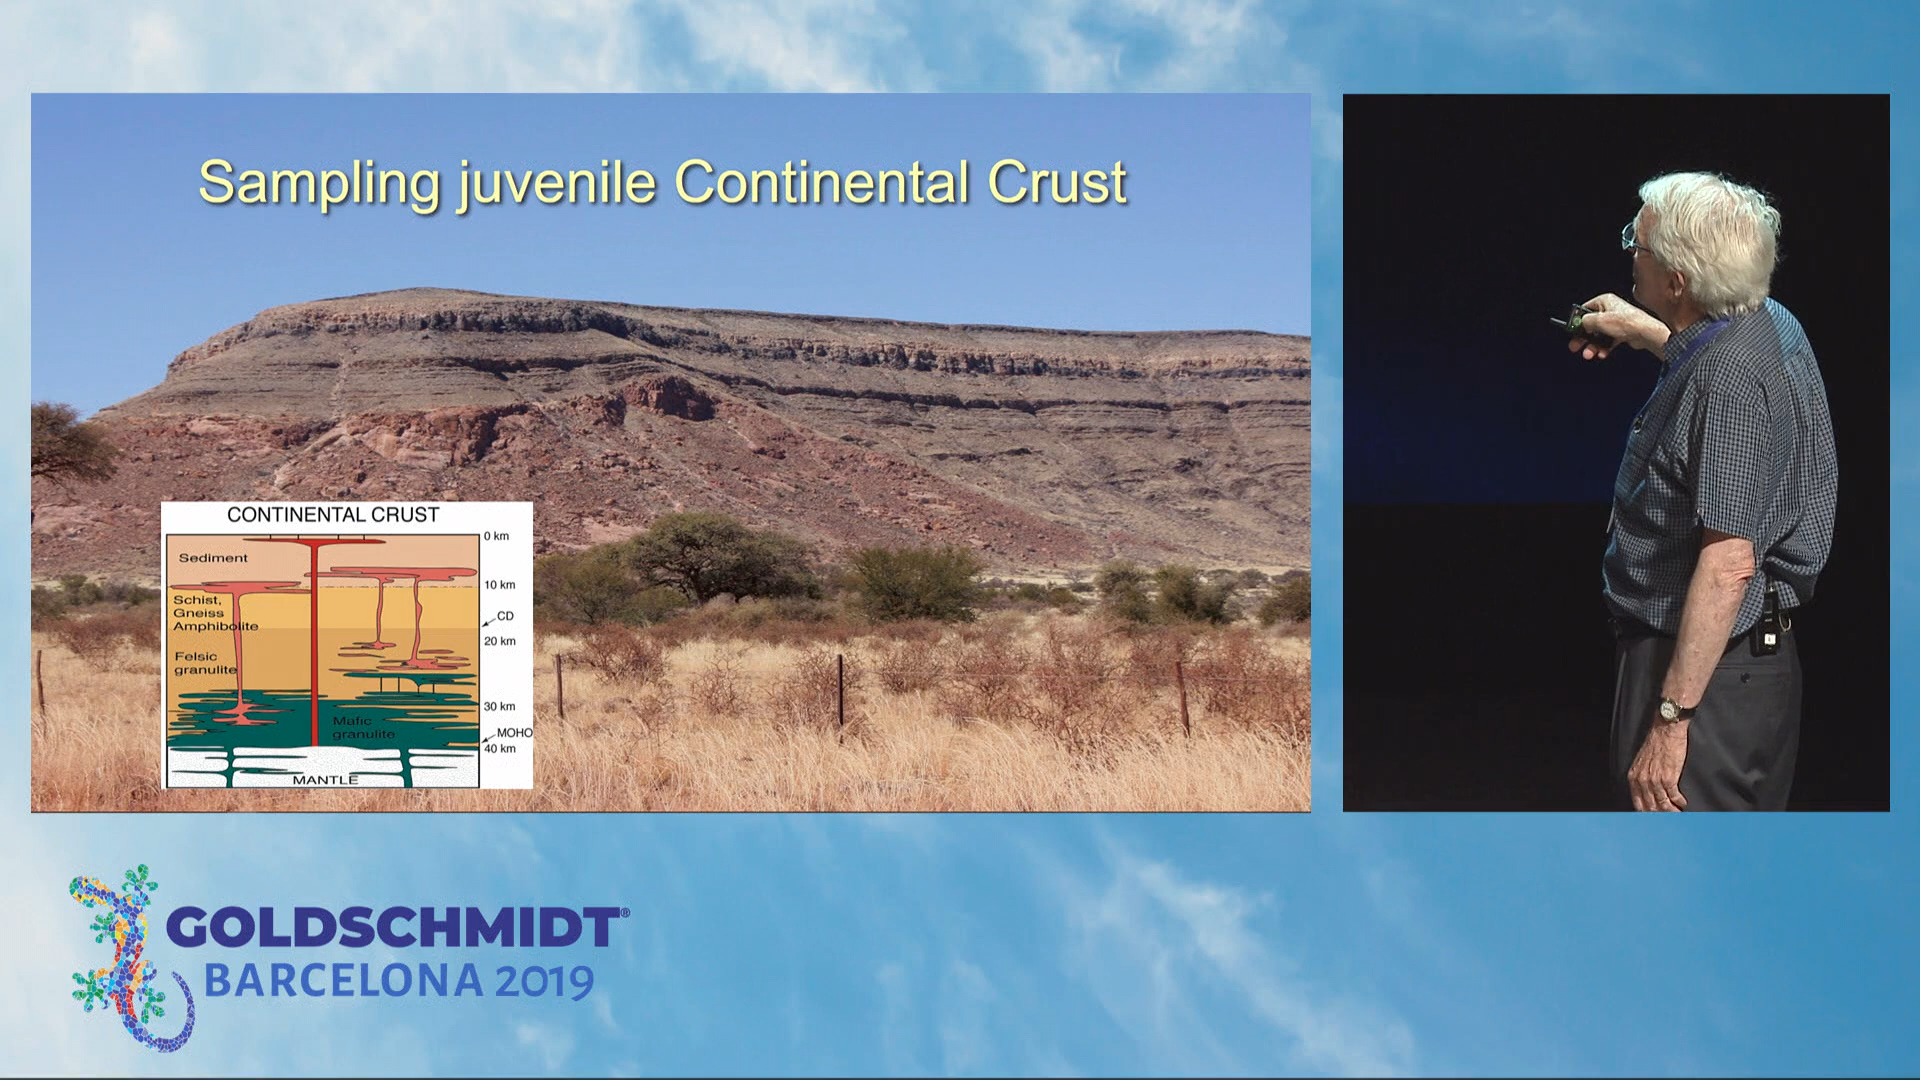 Sampling juvenile Continental Crust
CONTINENTAL CRUST
0 km
Sediment
10 km
Schist,
Gneiss
Amphibolite
CD
20 km
Felsic
granulite
30 km
Mafic
granulite
MOHO
40 km
MANTLE
GOLDSCHMIDT®
BARCELONA 2019